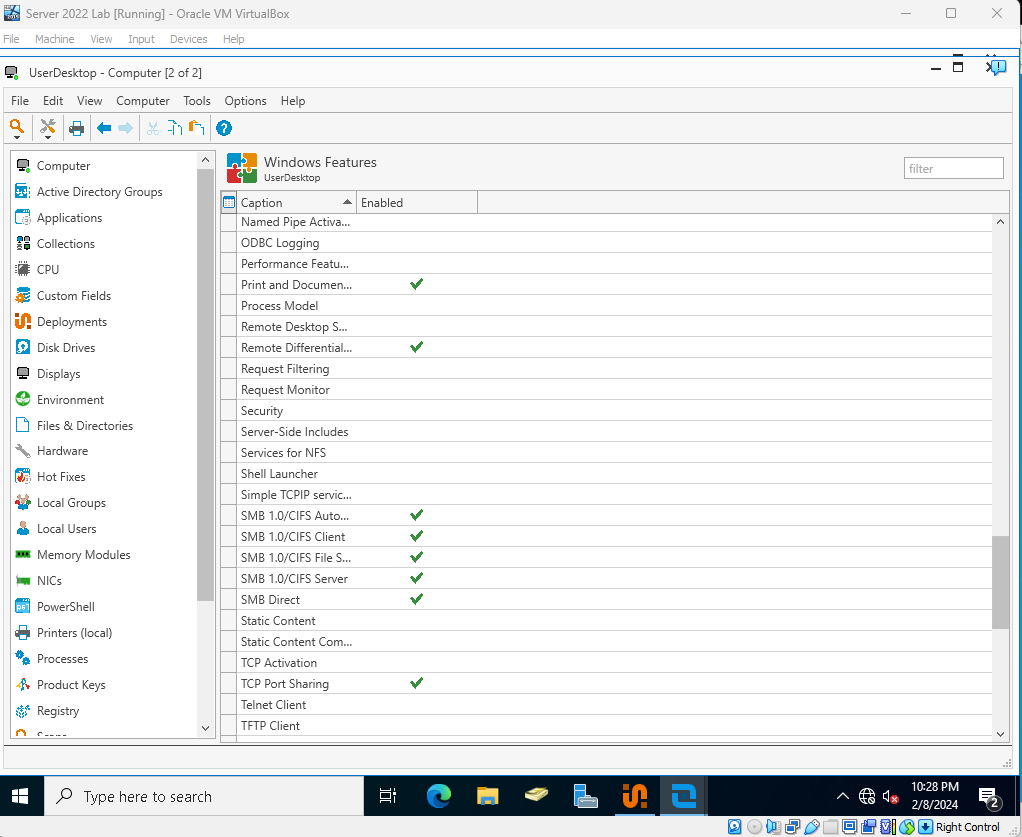 Server 2022 Lab [Running] - Oracle VM VirtualBox
File Machine View Input Devices Help
UserDesktop - Computer [2 of 2]
File Edit View Computer Tools Options Help
Computer
Active Directory Groups
Applications
Collections
CPU
Custom Fields
Deployments
Disk Drives
Displays
Environment
Files & Directories
Hardware
Hot Fixes
Local Groups
Local Users
Memory Modules
NICs
PowerShell
Printers (local)
Processes
Product Keys
Registry
Windows Features
UserDesktop
filter
Caption Enabled
Named Pipe Activa...
ODBC Logging
Performance Featu...
Print and Documen...
Process Model
Remote Desktop S...
Remote Differential...
Request Filtering
Request Monitor
Security
Server-Side Includes
Services for NFS
Shell Launcher
Simple TCPIP servic...
SMB 1.0/CIFS Auto...
SMB 1.0/CIFS Client
SMB 1.0/CIFS File S...
SMB 1.0/CIFS Server
SMB Direct
Static Content
Static Content Com...
TCP Activation
TCP Port Sharing
Telnet Client
TFTP Client
Type here to search
10:28 PM
2/8/2024
2
Right Control